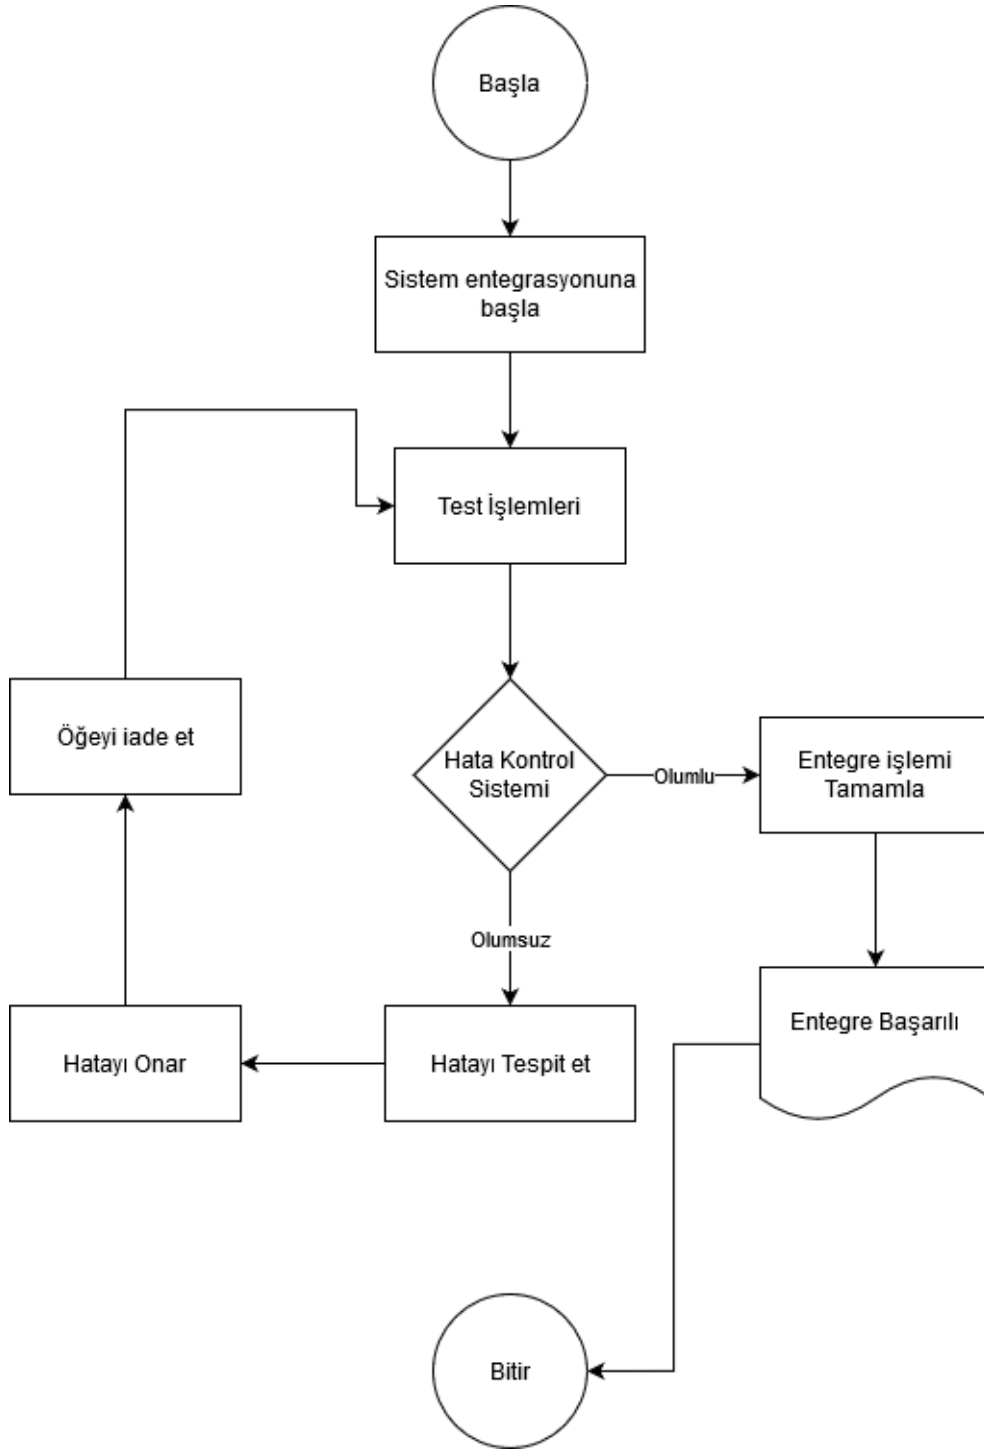 Başla
Sistem entegrasyonuna
başla
Test İşlemleri
Öğeyi iade et
Hata Kontrol
Sistemi
Olumlu
Entegre işlemi
Tamamla
Olumsuz
Entegre Başarılı
Hatayı Onar
Hatayı Tespit et
Bitir